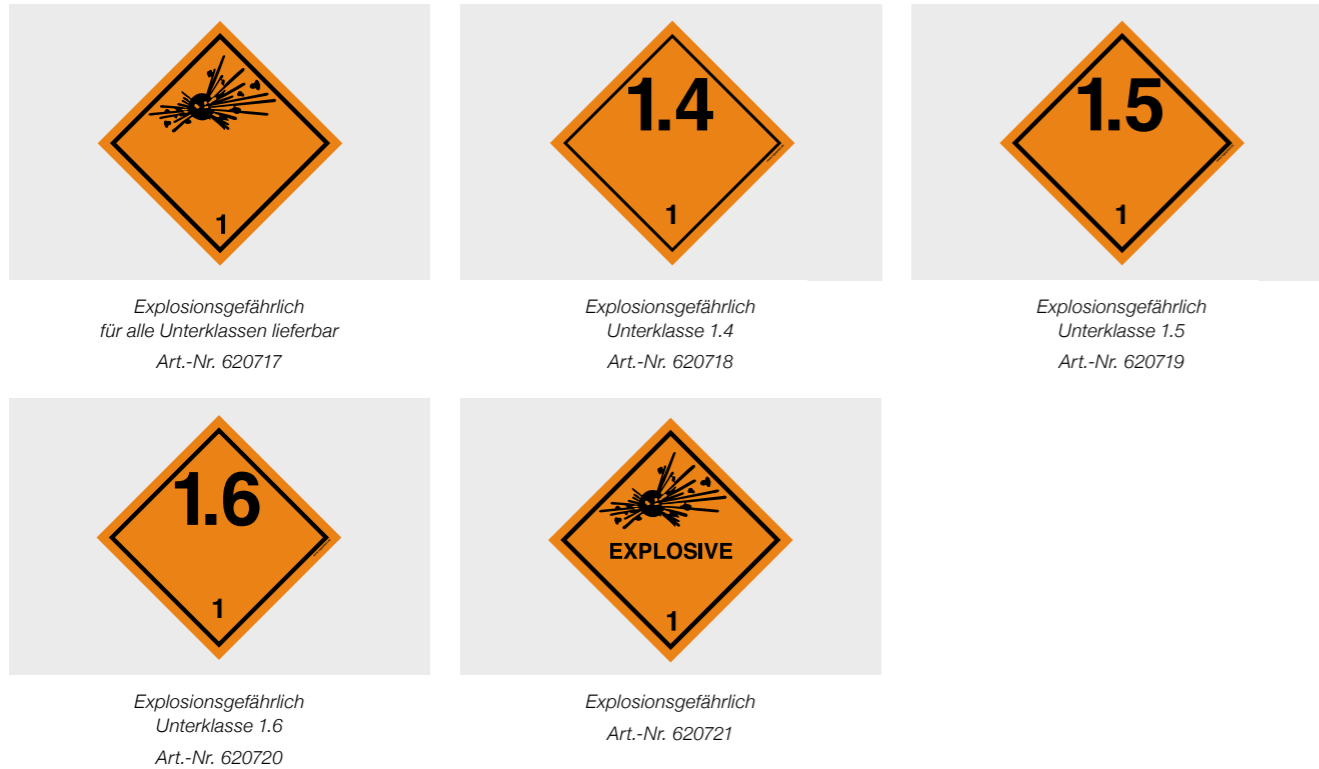 1
Explosionsgefährlich
für alle Unterklassen lieferbar
Art.-Nr. 620717
1.4
1
Explosionsgefährlich
Unterklasse 1.4
Art.-Nr. 620718
1.5
1
Explosionsgefährlich
Unterklasse 1.5
Art.-Nr. 620719
1.6
1
Explosionsgefährlich
Unterklasse 1.6
Art.-Nr. 620720
EXPLOSIVE
1
Explosionsgefährlich
Art.-Nr. 620721